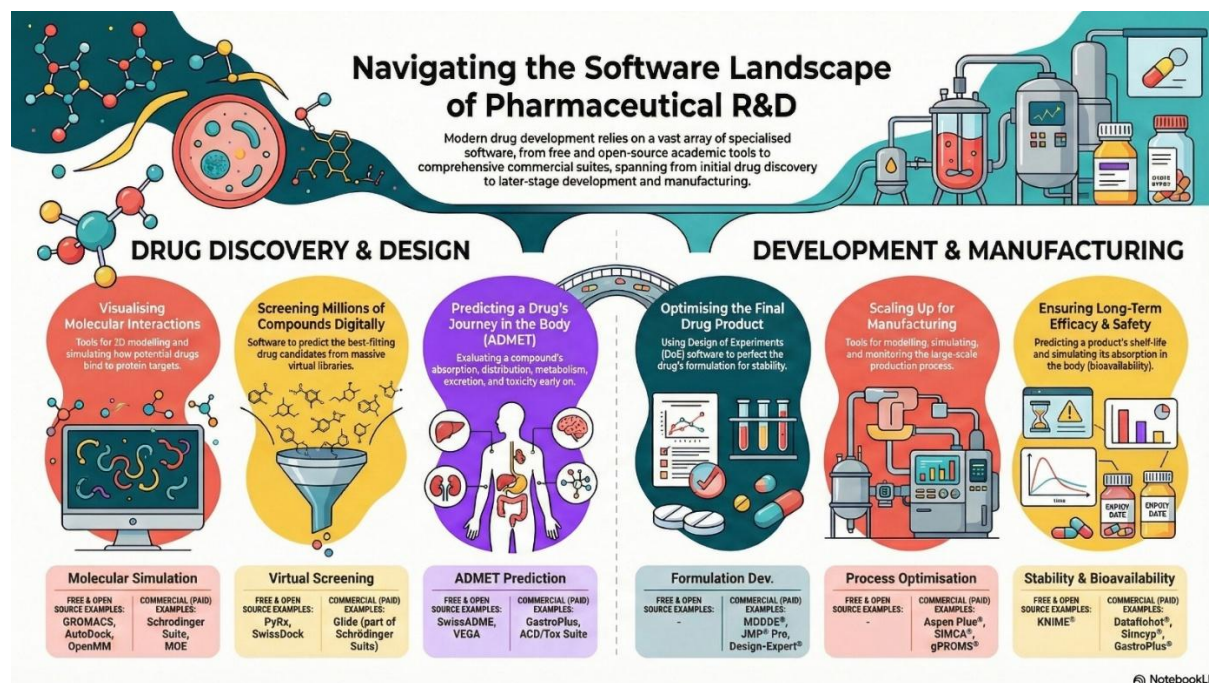 Navigating the Software Landscape
of Pharmaceutical R&D
Modern drug development relies on a vast array of specialised
software, from free and open-source academic tools to
comprehensive commercial suites, spanning from initial drug discovery
to later-stage development and manufacturing.
DRUG DISCOVERY & DESIGN
Visualising
Molecular Interactions
Tools for 2D modelling and
simulating how potential drugs
bind to protein targets.
Screening Millions of
Compounds Digitally
Software to predict the best-fitting
drug candidates from massive
virtual libraries.
Predicting a Drug's
Journey in the Body
(ADMET)
Evaluating a compound's
absorption, distribution, metabolism,
excretion, and toxicity early on.
DEVELOPMENT & MANUFACTURING
Optimising the Final
Drug Product
Using Design of Experiments
(DoE) software to perfect the
drug's formulation for stability.
Scaling Up for
Manufacturing
Tools for modelling, simulating,
and monitoring the large-scale
production process.
Ensuring Long-Term
Efficacy & Safety
Predicting a product's shelf-life
and simulating its absorption in
the body (bioavailability).
time
DATE
DATE
Molecular Simulation
FREE & OPEN
SOURCE EXAMPLES:
GROMACS,
AutoDock,
OpenMM
COMMERCIAL (PAID)
EXAMPLES:
Schrodinger
Suite,
MOE
Virtual Screening
FREE & OPEN
SOURCE EXAMPLES:
PyRx,
SwissDock
COMMERCIAL (PAID)
EXAMPLES:
Glide (part of
Schrödinger
Suits)
ADMET Prediction
FREE & OPEN
SOURCE EXAMPLES:
SwissADME,
VEGA
COMMERCIAL (PAID)
EXAMPLES:
GastroPlus,
ACD/Tox Suite
Formulation Dev.
FREE & OPEN
SOURCE EXAMPLES:
-
COMMERCIAL (PAID)
EXAMPLES:
MODDE®,
JMP® Pro,
Design-Expert®
Process Optimisation
FREE & OPEN
SOURCE EXAMPLES:
-
COMMERCIAL (PAID)
EXAMPLES:
Aspen Plue®,
SIMCA®,
gPROMS®
Stability & Bioavailability
FREE & OPEN
SOURCE EXAMPLES:
KNIME®
COMMERCIAL (PAID)
EXAMPLES:
Simcyp®,
GastroPlus®